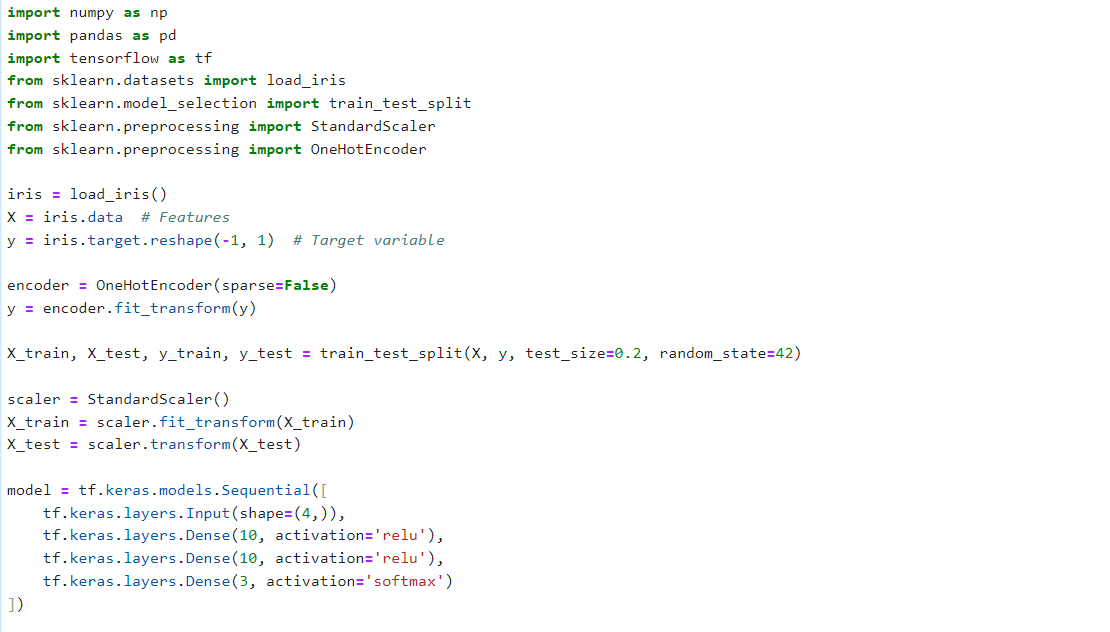 import numpy as np
import pandas as pd
import tensorflow as tf
from sklearn.datasets import load_iris
from sklearn.model_selection import train_test_split
from sklearn.preprocessing import StandardScaler
from sklearn.preprocessing import OneHotEncoder

iris = load_iris()
X = iris.data  # Features
y = iris.target.reshape(-1, 1)  # Target variable

encoder = OneHotEncoder(sparse=False)
y = encoder.fit_transform(y)

X_train, X_test, y_train, y_test = train_test_split(X, y, test_size=0.2, random_state=42)

scaler = StandardScaler()
X_train = scaler.fit_transform(X_train)
X_test = scaler.transform(X_test)

model = tf.keras.models.Sequential([
    tf.keras.layers.Input(shape=(4,)),
    tf.keras.layers.Dense(10, activation='relu'),
    tf.keras.layers.Dense(10, activation='relu'),
    tf.keras.layers.Dense(3, activation='softmax')
])